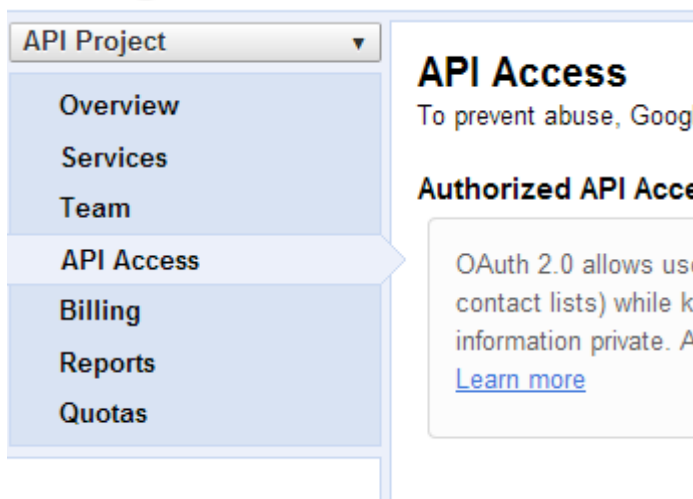 API Project
Overview
Services
Team
API Access
Billing
Reports
Quotas
API Access
To prevent abuse, Goog
Authorized API Acce
OAuth 2.0 allows use
contact lists) while k
information private. A
Learn more